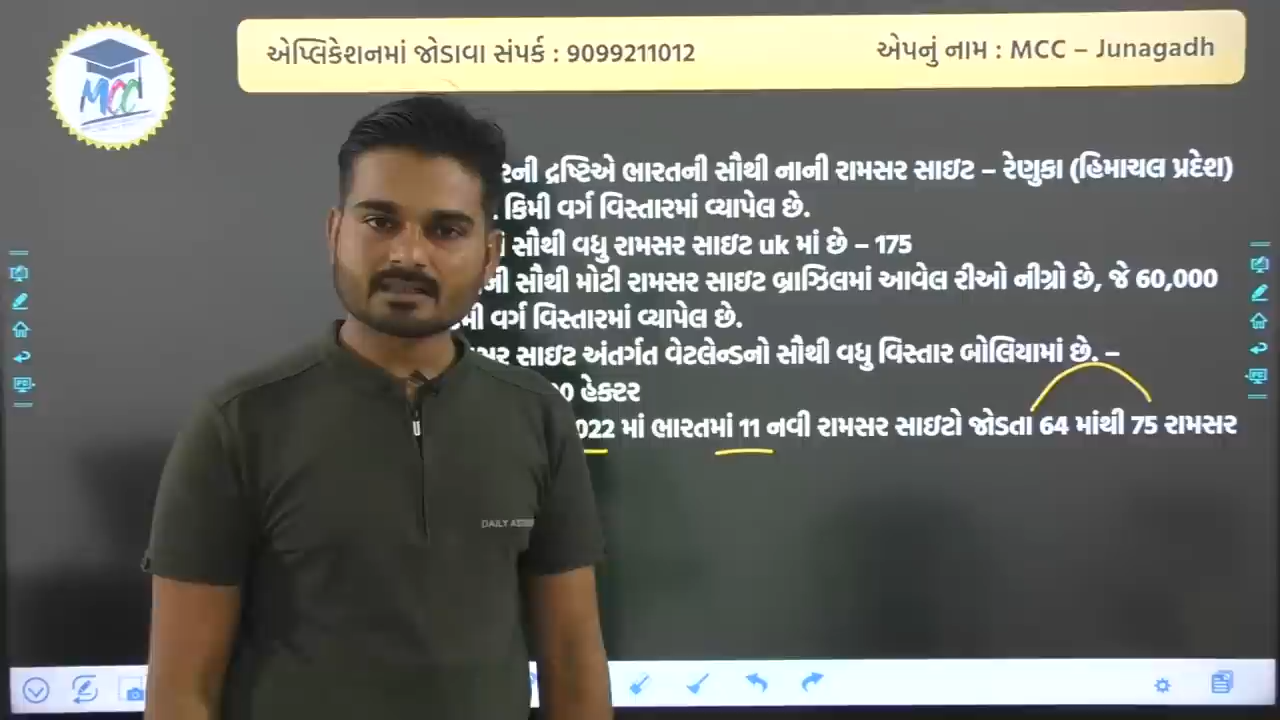 એપ્લિકેશનમાં જોડાવા સંપર્ક : 9099211012
એપનું નામ : MCC – Junagadh
MCC
દ્રષ્ટિએ ભારતની સૌથી નાની રામસર સાઇટ – રેણુકા (હિમાચલ પ્રદેશ)
કિમી વર્ગ વિસ્તારમાં વ્યાપેલ છે.
સૌથી વધુ રામસર સાઇટ uk માં છે – 175
સૌથી મોટી રામસર સાઇટ બ્રાઝિલમાં આવેલ રીઓ નીગ્રો છે, જે 60,000
વર્ગ વિસ્તારમાં વ્યાપેલ છે.
સાઇટ અંતર્ગત વેટલેન્ડનો સૌથી વધુ વિસ્તાર બોલિયામાં છે. –
હેક્ટર
માં ભારતમાં 11 નવી રામસર સાઇટો જોડતા 64 માંથી 75 રામસર
DAILY